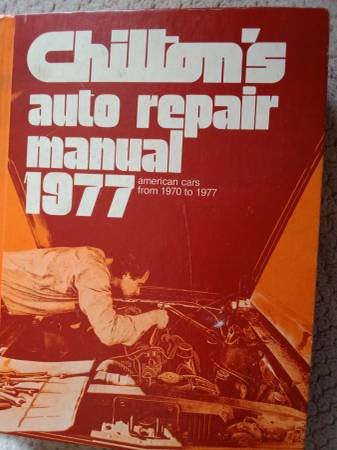 Chilton's
auto repair
manual
1977
american cars
from 1970 to 1977